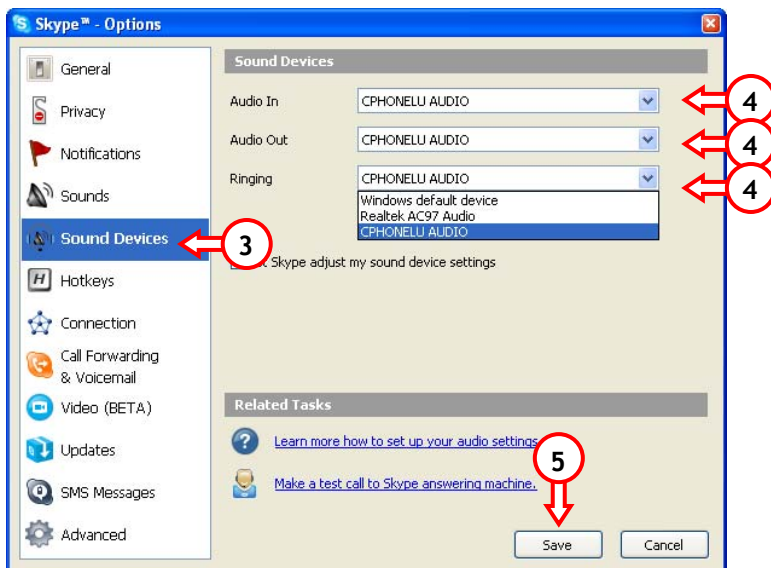 Skype™ - Options
General
Privacy
Notifications
Sounds
Sound Devices
Hotkeys
Connection
Call Forwarding
& Voicemail
Video (BETA)
Updates
SMS Messages
Advanced
3
Sound Devices
Audio In
CPHONELU AUDIO
4
Audio Out
CPHONELU AUDIO
4
Ringing
CPHONELU AUDIO
4
Windows default device
Realtek AC97 Audio
CPHONELU AUDIO
Skype adjust my sound device settings
Related Tasks
Learn more how to set up your audio settings
Make a test call to Skype answering machine.
5
Save
Cancel